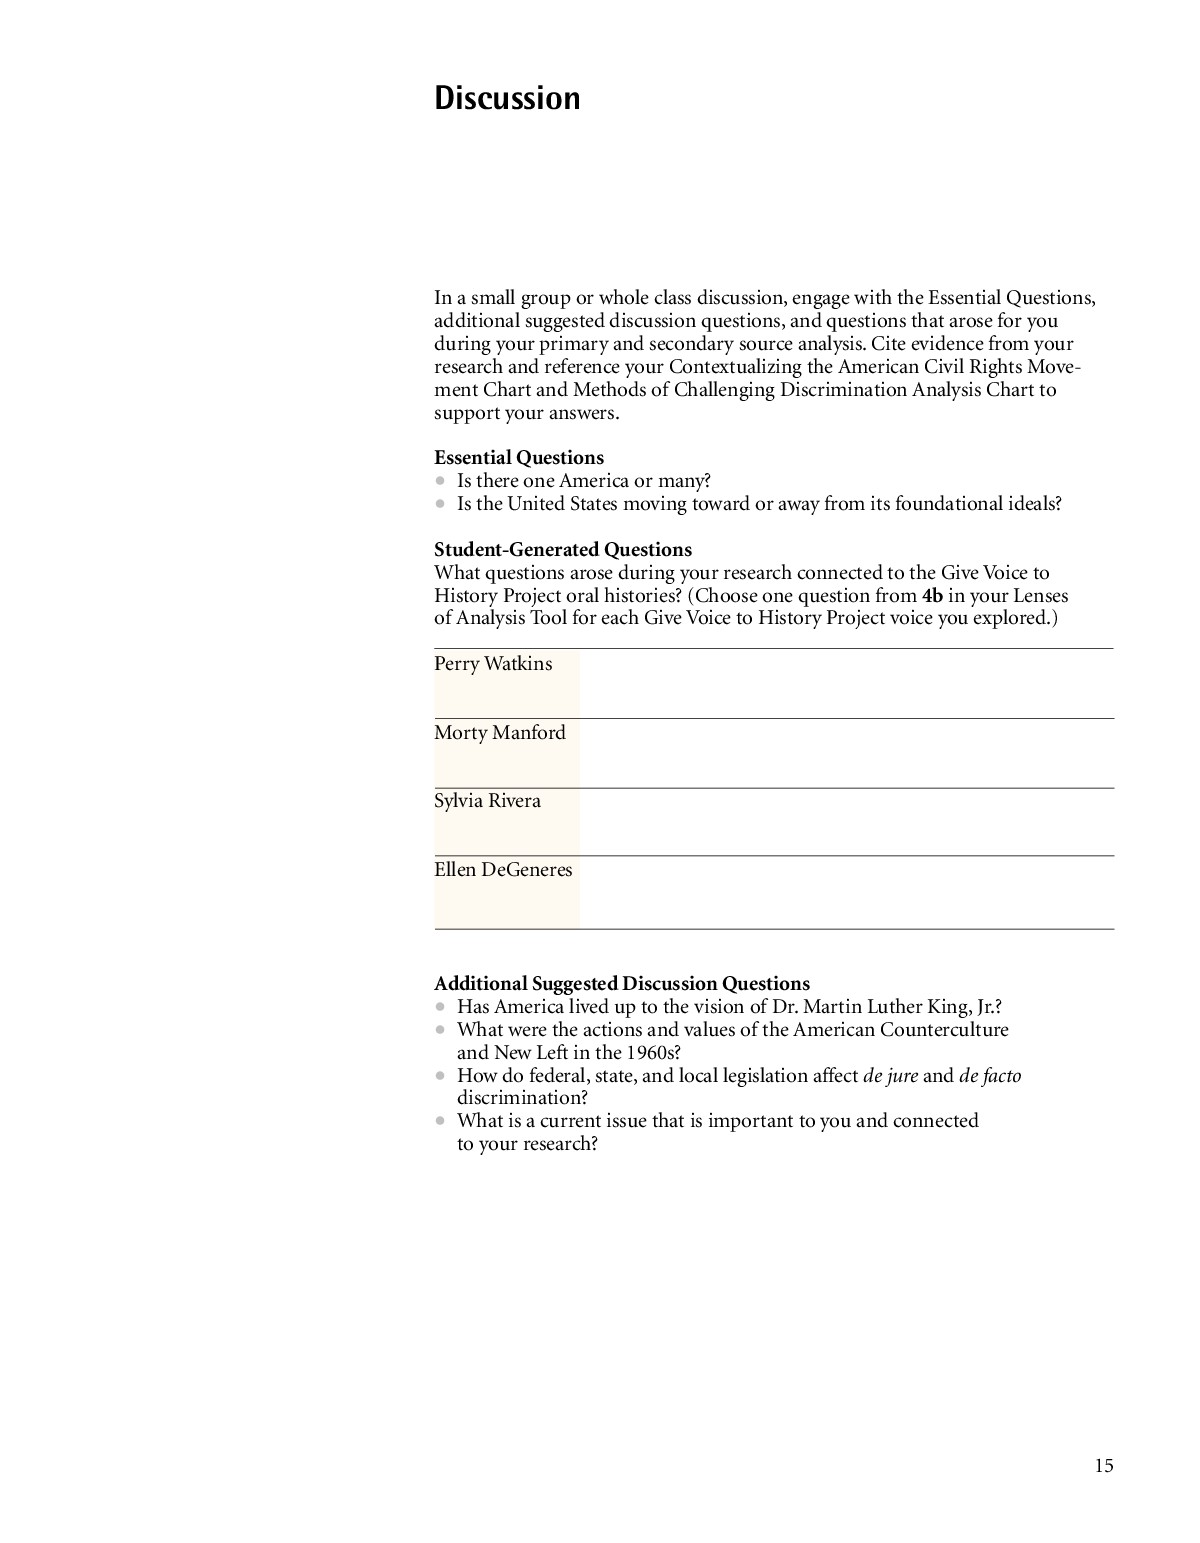 Discussion
In a small group or whole class discussion, engage with the Essential Questions,
additional suggested discussion questions, and questions that arose for you
during your primary and secondary source analysis. Cite evidence from your
research and reference your Contextualizing the American Civil Rights Move-
ment Chart and Methods of Challenging Discrimination Analysis Chart to
support your answers.
Essential Questions
• Is there one America or many?
• Is the United States moving toward or away from its foundational ideals?
Student-Generated Questions
What questions arose during your research connected to the Give Voice to
History Project oral histories? (Choose one question from 4b in your Lenses
of Analysis Tool for each Give Voice to History Project voice you explored.)
Perry Watkins
Morty Manford
Sylvia Rivera
Ellen DeGeneres
Additional Suggested Discussion Questions
• Has America lived up to the vision of Dr. Martin Luther King, Jr.?
• What were the actions and values of the American Counterculture
and New Left in the 1960s?
• How do federal, state, and local legislation affect de jure and de facto
discrimination?
• What is a current issue that is important to you and connected
to your research?
15